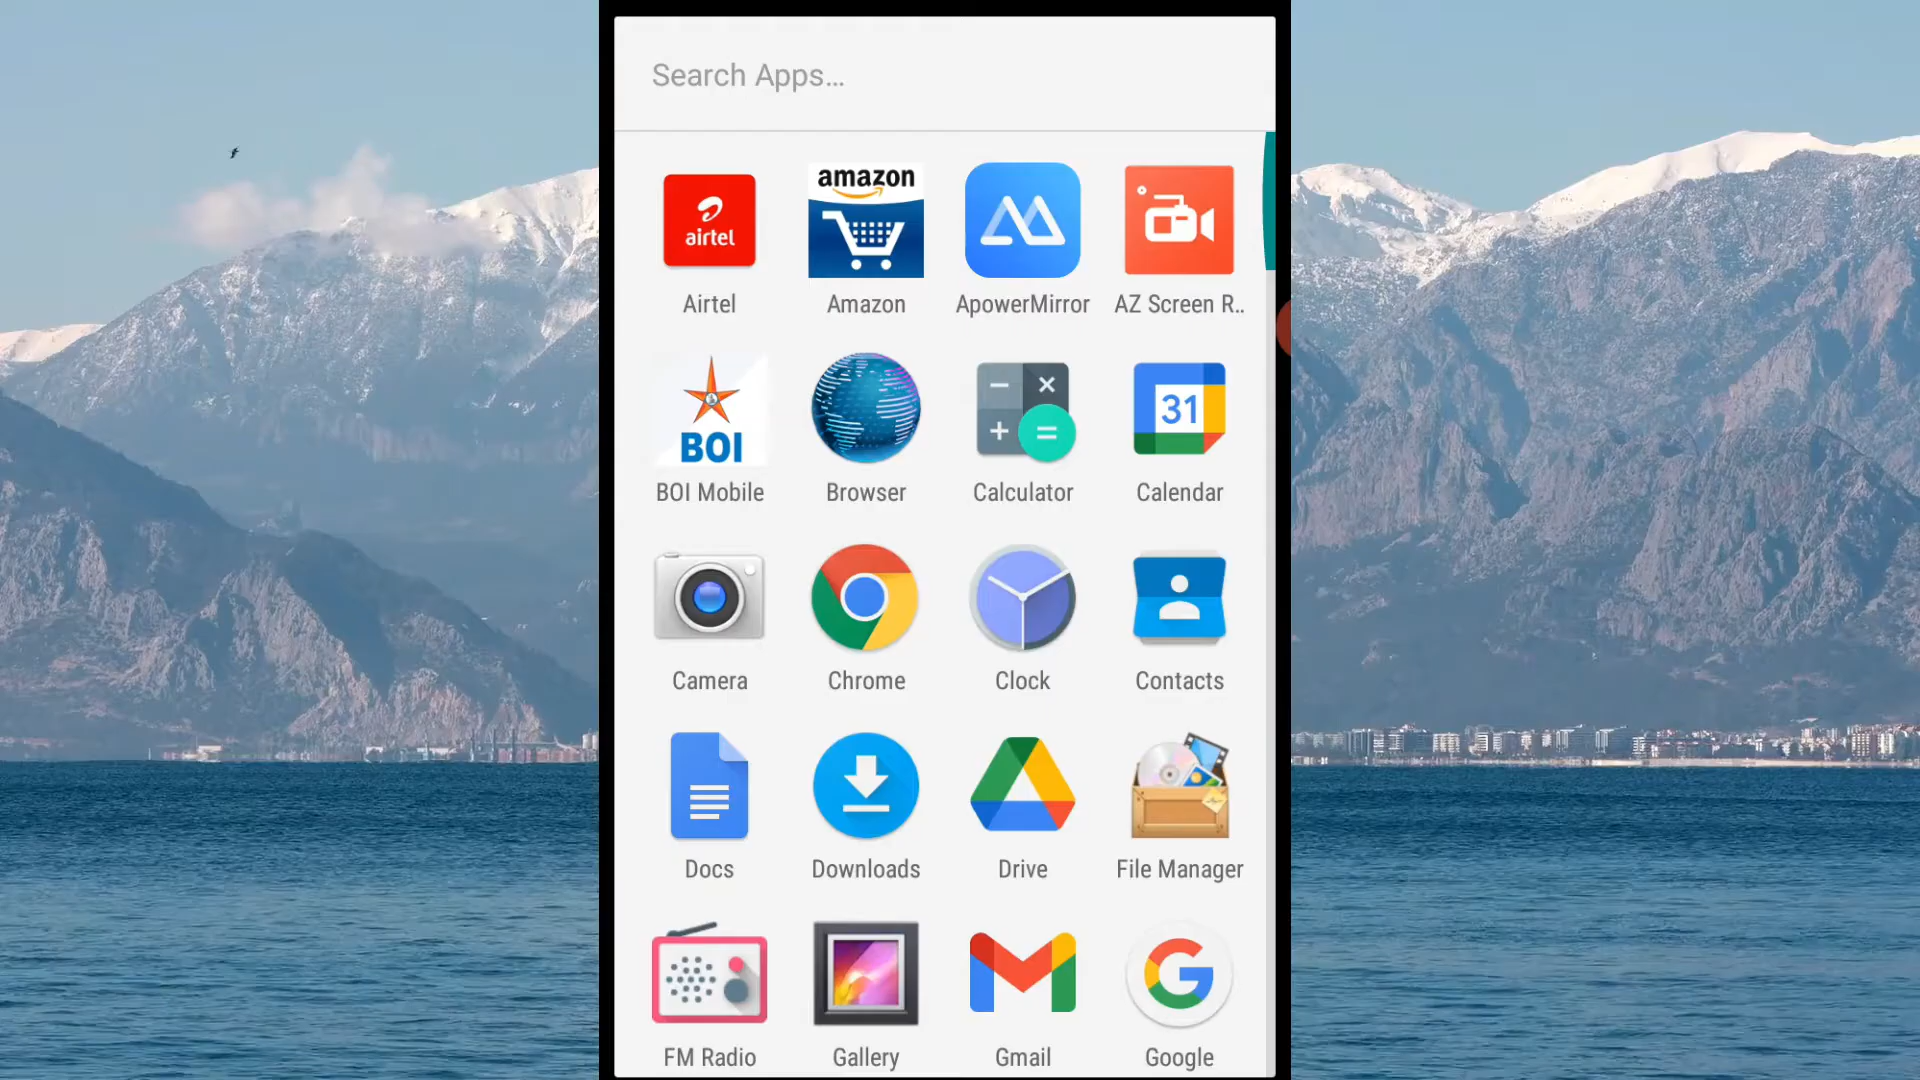 Search Apps...
airtel
amazon
Airtel
Amazon
ApowerMirror
AZ Screen R..
BOI
31
BOI Mobile
Browser
Calculator
Calendar
Camera
Chrome
Clock
Contacts
Docs
Downloads
Drive
File Manager
FM Radio
Gallery
Gmail
Google